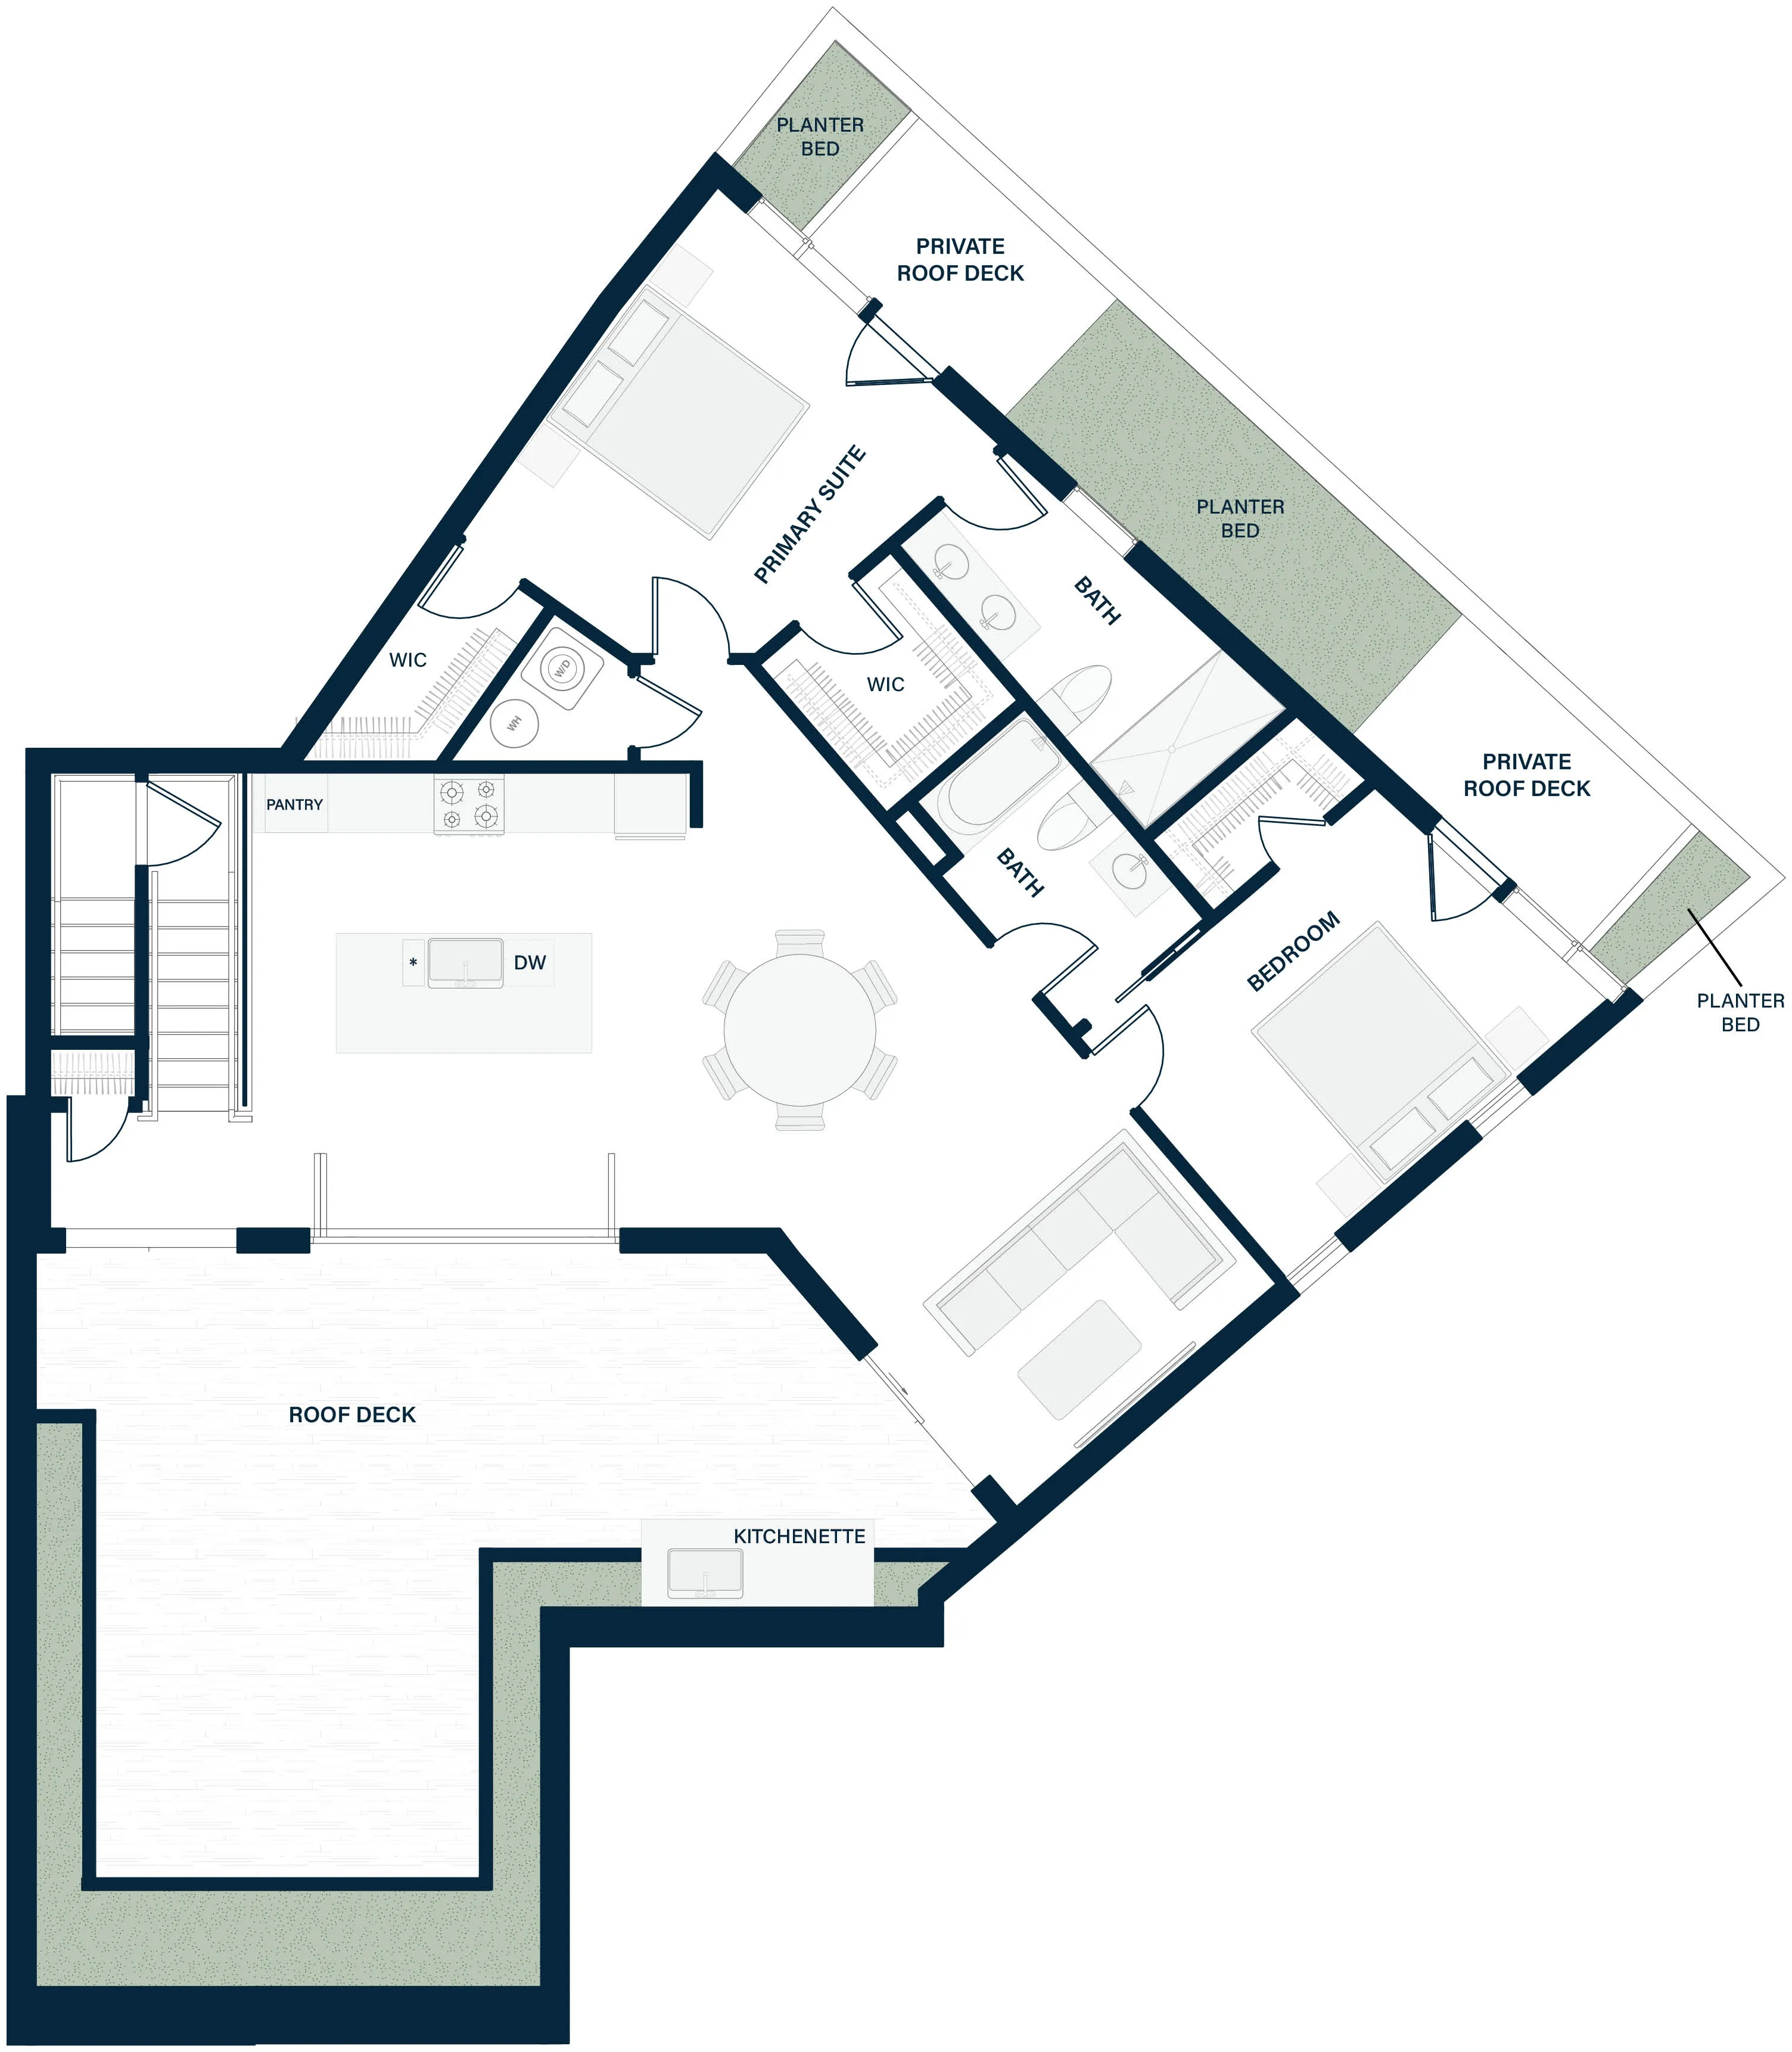 PLANTER
BED
PRIVATE
ROOF DECK
PRIMARY SUITE
PLANTER
BED
BATH
WIC
W/D
WH
WIC
PRIVATE
ROOF DECK
PANTRY
BATH
BEDROOM
* DW
PLANTER
BED
ROOF DECK
KITCHENETTE